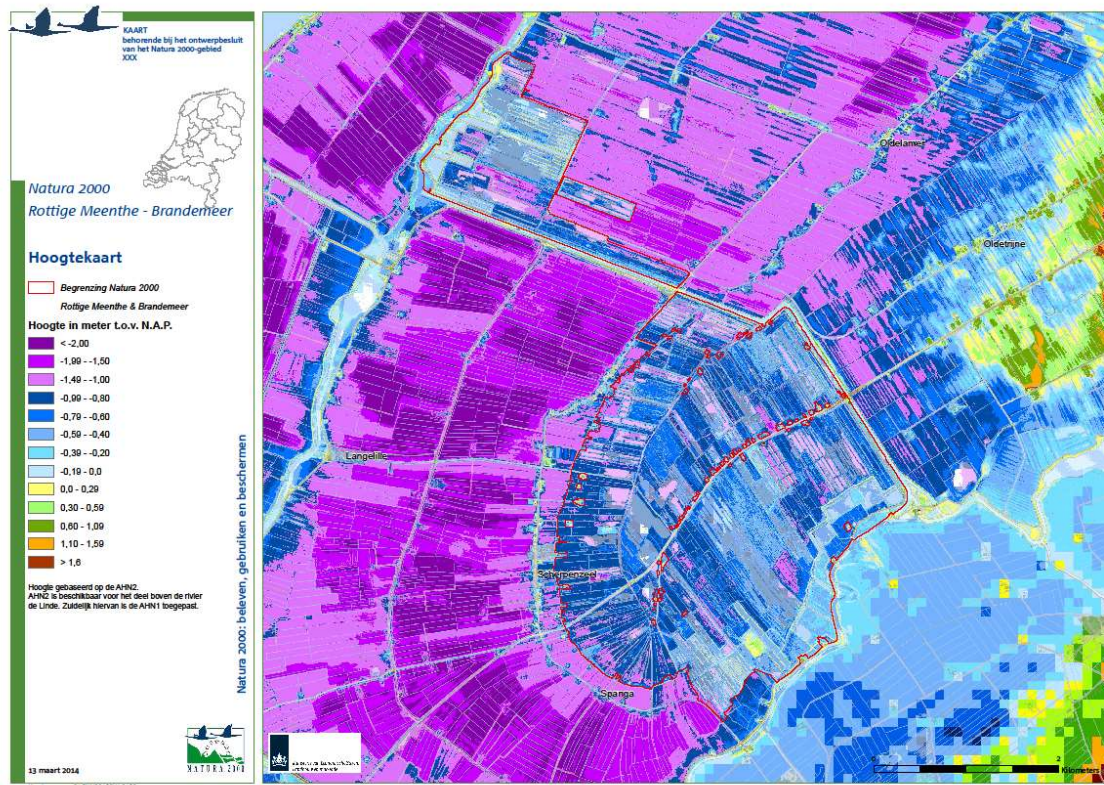 KAART
behorende bij het ontwerpbesluit
van het Natura 2000-gebied
XXX
Natura 2000
Rottige Meenthe - Brandemeer
Hoogtekaart
Begrenzing Natura 2000
Rottige Meenthe & Brandemeer
Hoogte in meter t.o.v. N.A.P.
< -2,00
-1,99 - -1,50
-1,49 - -1,00
-0,99 - -0,80
-0,79 - -0,60
-0,59 - -0,40
-0,39 - -0,20
-0,19 - 0,0
0,0 - 0,29
0,30 - 0,59
0,60 - 1,09
1,10 - 1,59
> 1,6
Hoogte gebaseerd op de AHN2.
AHN2 is beschikbaar voor het deel boven de rivier
de Linde. Zuidelijk hiervan is de AHN1 toegepast.
Natura 2000: beleven, gebruiken en beschermen
NATURA 2000
13 maart 2014
Oldelamer
Oldetrijne
Langelille
Scherpenzeel
Spanga
0
2
Kilometers